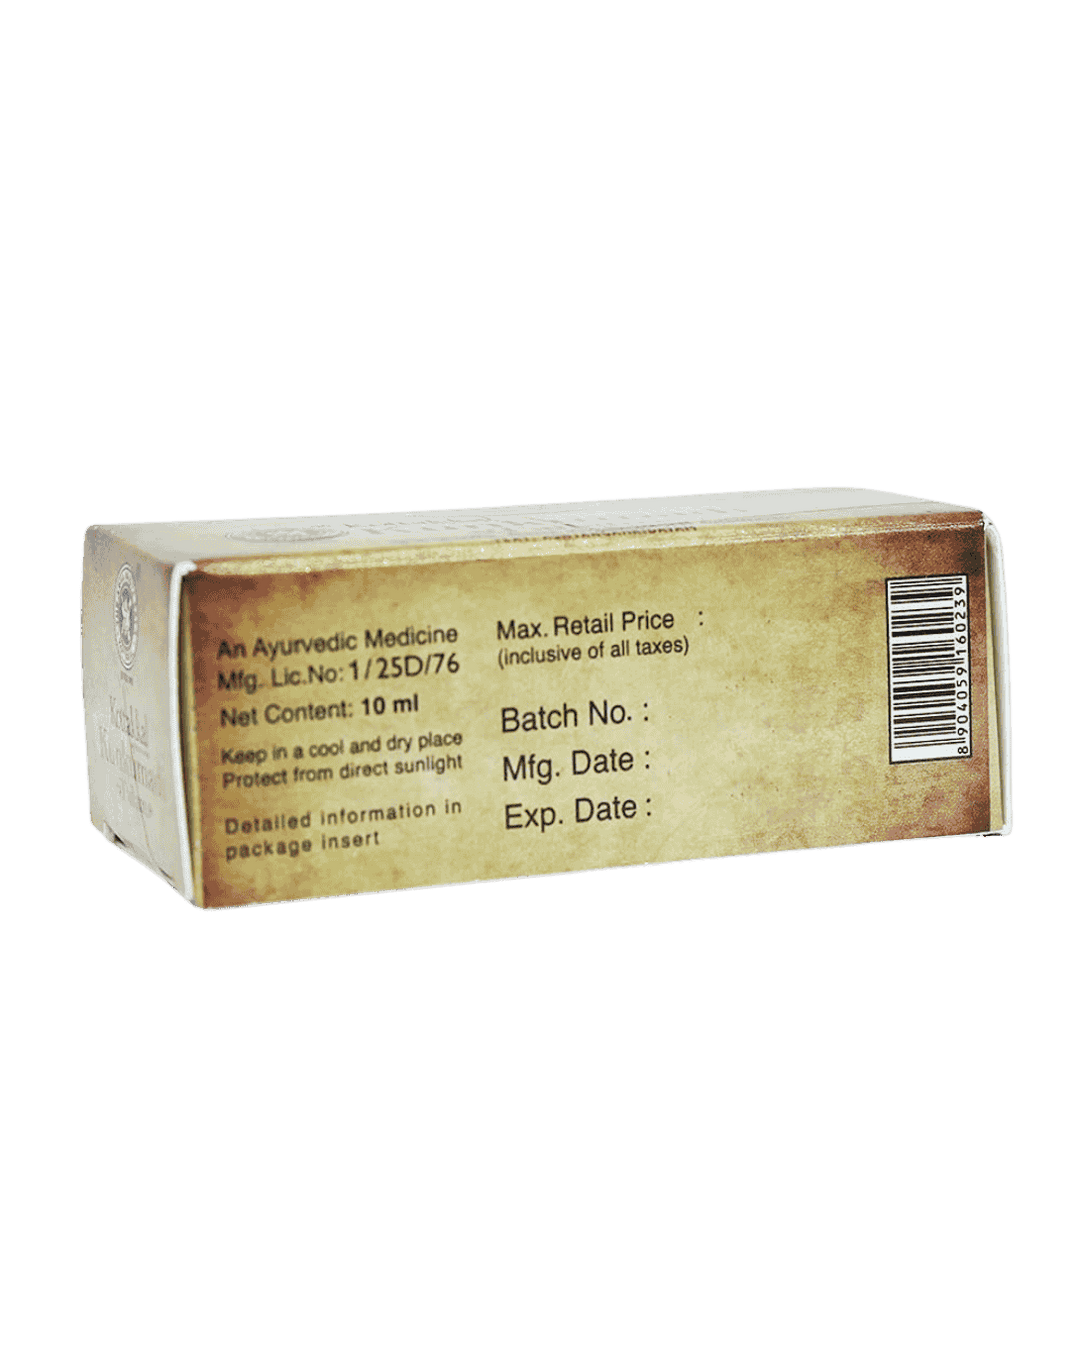 An Ayurvedic Medicine
Mfg. Lic.No: 1/25D/76
Net Content: 10 ml
Keep in a cool and dry place
Protect from direct sunlight
Detailed information in
package insert
Max. Retail Price :
(inclusive of all taxes)
Batch No. :
Mfg. Date :
Exp. Date :
8904059160239
Kottakkal